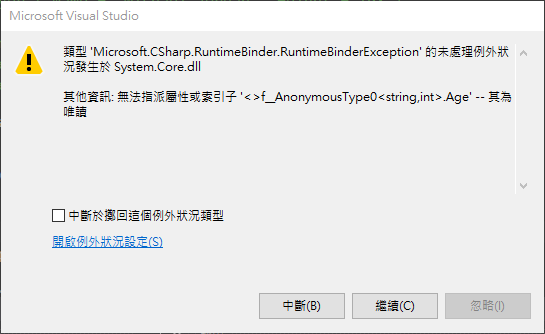 Microsoft Visual Studio
類型 'Microsoft.CSharp.RuntimeBinder.RuntimeBinderException' 的未處理例外狀
況發生於 System.Core.dll
其他資訊: 無法指派屬性或索引子 '<>f__AnonymousType0<string,int>.Age' -- 其為
唯讀
中斷於擲回這個例外狀況類型
開啟例外狀況設定(S)
中斷(B)
繼續(C)
忽略(I)